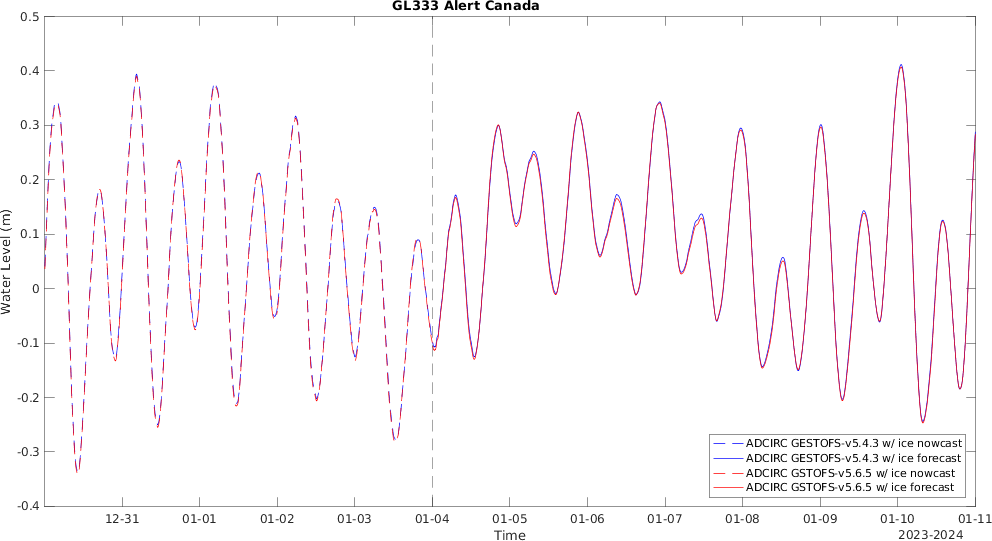 GL333 Alert Canada
0.5
0.4
0.3
0.2
0.1
0
-0.1
-0.2
-0.3
-0.4
Water Level (m)
ADCIRC GESTOFS-v5.4.3 w/ ice nowcast
ADCIRC GESTOFS-v5.4.3 w/ ice forecast
ADCIRC GSTOFS-v5.6.5 w/ ice nowcast
ADCIRC GSTOFS-v5.6.5 w/ ice forecast
12-31 01-01 01-02 01-03 01-04 01-05 01-06 01-07 01-08 01-09 01-10 01-11
Time
2023-2024